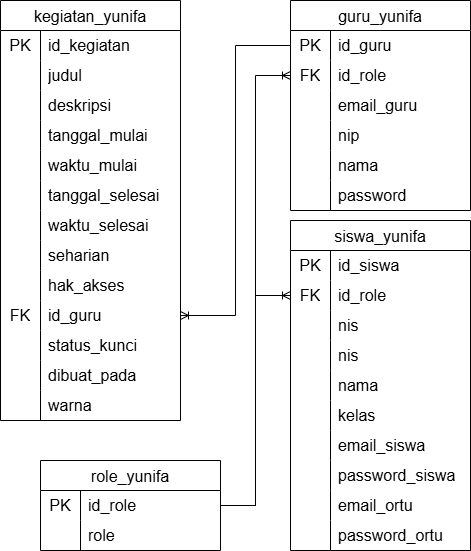 kegiatan_yunifa
PK id_kegiatan
judul
deskripsi
tanggal_mulai
waktu_mulai
tanggal_selesai
waktu_selesai
seharian
hak_akses
FK id_guru
status_kunci
dibuat_pada
warna
guru_yunifa
PK id_guru
FK id_role
email_guru
nip
nama
password
siswa_yunifa
PK id_siswa
FK id_role
nis
nis
nama
kelas
email_siswa
password_siswa
email_ortu
password_ortu
role_yunifa
PK id_role
role